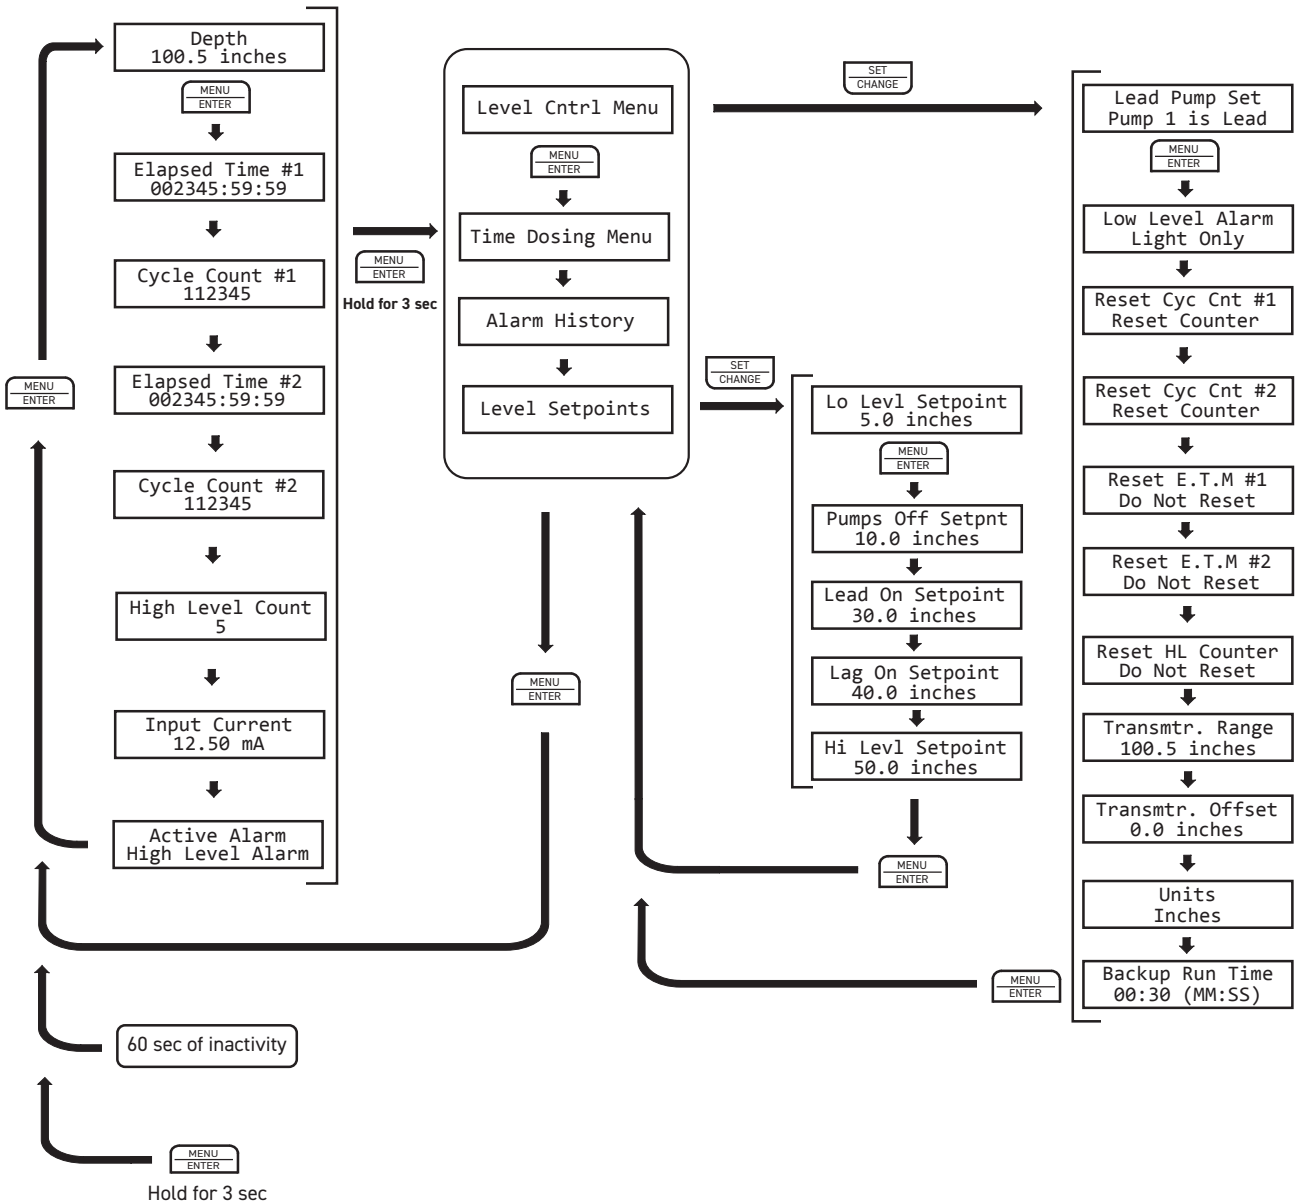 Depth
100.5 inches
MENU
ENTER
Elapsed Time #1
002345:59:59
Cycle Count #1
112345
Elapsed Time #2
002345:59:59
Cycle Count #2
112345
High Level Count
5
Input Current
12.50 mA
Active Alarm
High Level Alarm
MENU
ENTER
60 sec of inactivity
MENU
ENTER
Hold for 3 sec
MENU
ENTER
Hold for 3 sec
Level Cntrl Menu
MENU
ENTER
Time Dosing Menu
Alarm History
Level Setpoints
MENU
ENTER
SET
CHANGE
Lo Levl Setpoint
5.0 inches
MENU
ENTER
Pumps Off Setpnt
10.0 inches
Lead On Setpoint
30.0 inches
Lag On Setpoint
40.0 inches
Hi Levl Setpoint
50.0 inches
MENU
ENTER
SET
CHANGE
Lead Pump Set
Pump 1 is Lead
MENU
ENTER
Low Level Alarm
Light Only
Reset Cyc Cnt #1
Reset Counter
Reset Cyc Cnt #2
Reset Counter
Reset E.T.M #1
Do Not Reset
Reset E.T.M #2
Do Not Reset
Reset HL Counter
Do Not Reset
Transmtr. Range
100.5 inches
Transmtr. Offset
0.0 inches
Units
Inches
Backup Run Time
00:30 (MM:SS)
MENU
ENTER